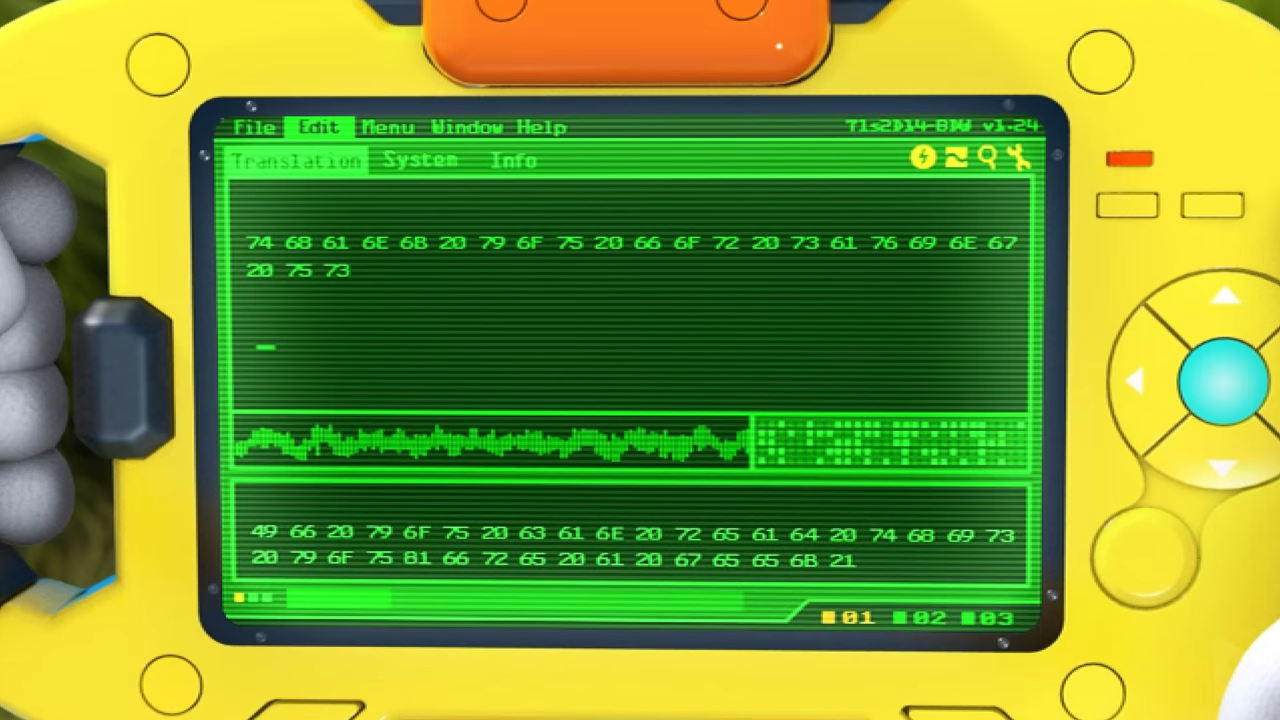 File Edit Menu Window Help T1s2D14-BDW v1.24
Translation System Info
74 68 61 6E 6B 20 79 6F 75 20 66 6F 72 20 73 61 76 69 6E 67
20 75 73
49 66 20 79 6F 75 20 63 61 6E 20 72 65 61 64 20 74 68 69 73
20 79 6F 75 81 66 72 65 20 61 20 67 65 65 6B 21
01 02 03